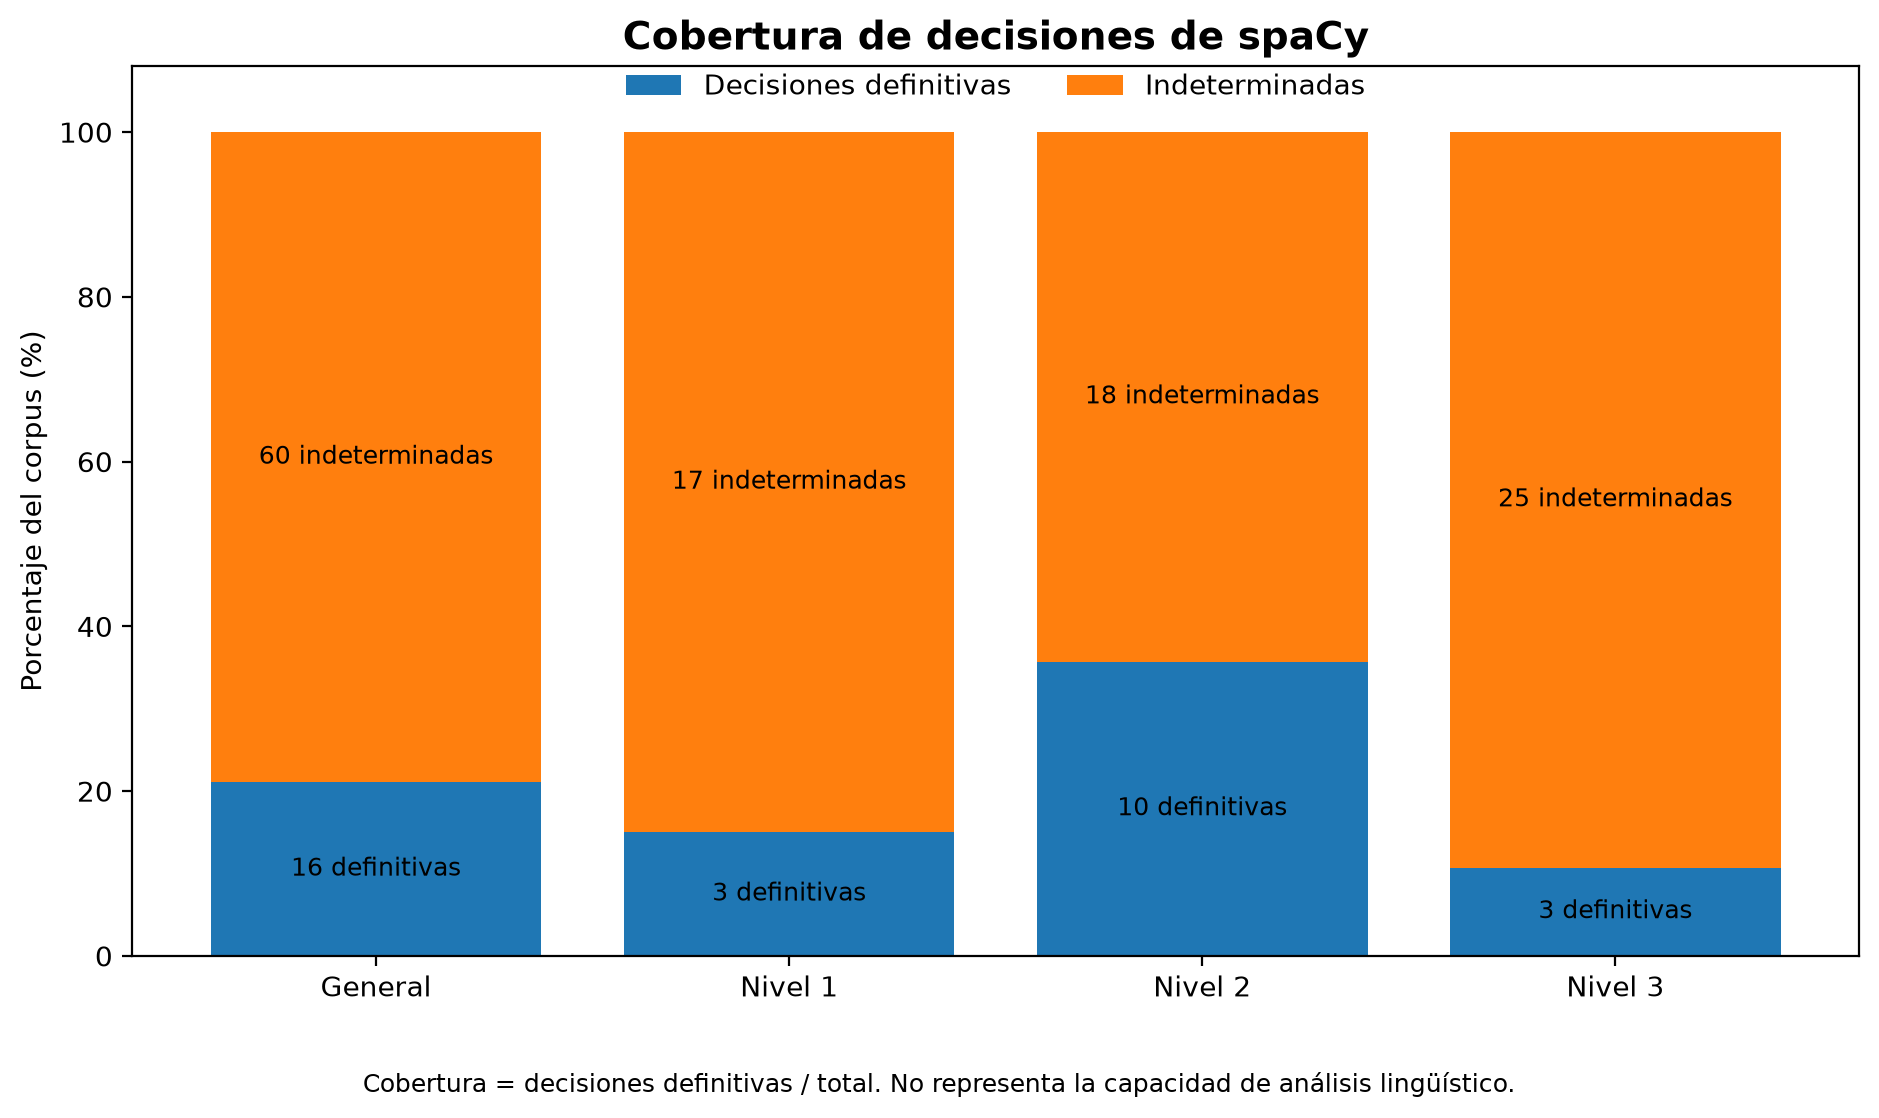 Cobertura de decisiones de spaCy
Decisiones definitivas
Indeterminadas
Porcentaje del corpus (%)
100
80
60
40
20
0
60 indeterminadas
16 definitivas
17 indeterminadas
3 definitivas
18 indeterminadas
10 definitivas
25 indeterminadas
3 definitivas
General
Nivel 1
Nivel 2
Nivel 3
Cobertura = decisiones definitivas / total. No representa la capacidad de análisis lingüístico.